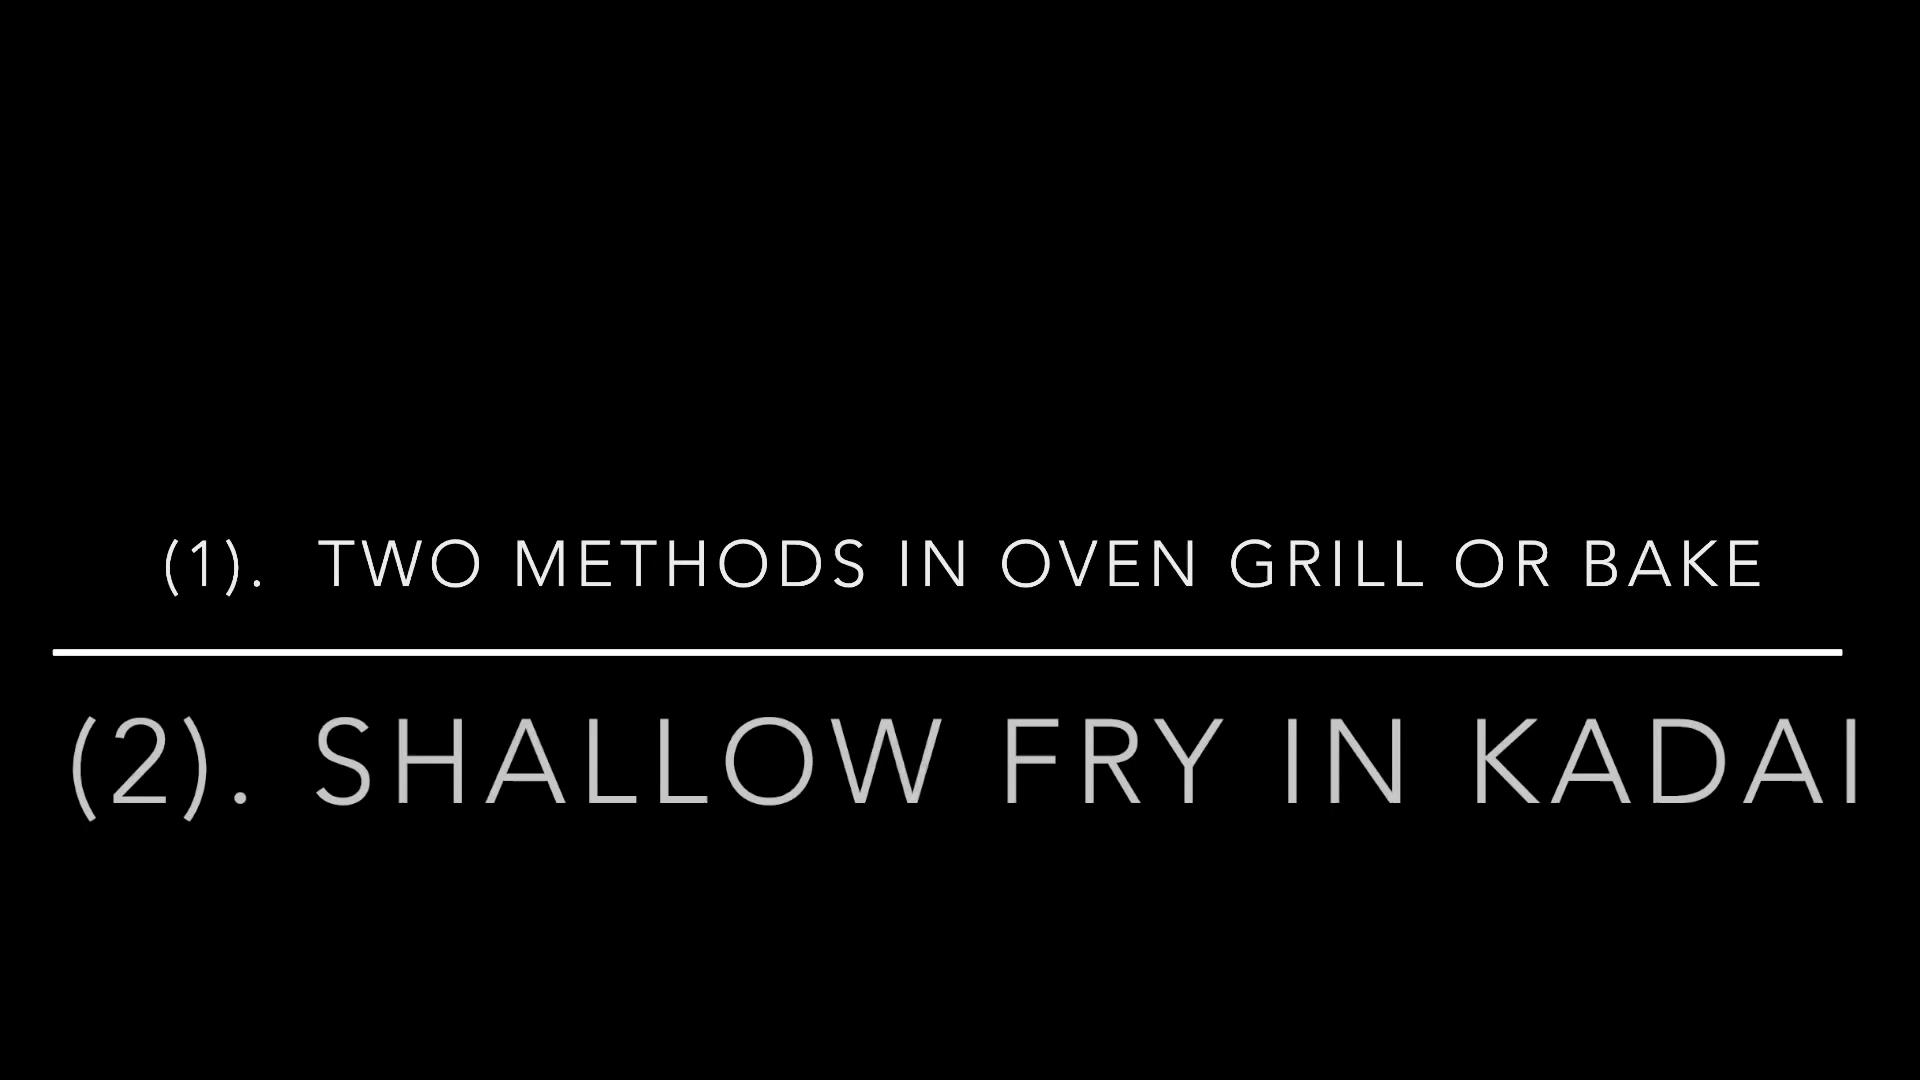 (1). TWO METHODS IN OVEN GRILL OR BAKE
(2). SHALLOW FRY IN KADAI